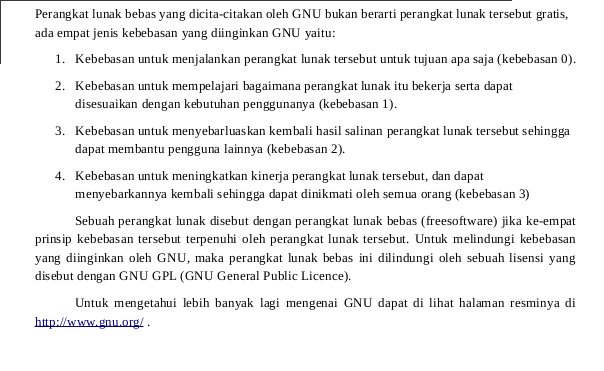 Perangkat lunak bebas yang dicita-citakan oleh GNU bukan berarti perangkat lunak tersebut gratis,
ada empat jenis kebebasan yang diinginkan GNU yaitu:
1. Kebebasan untuk menjalankan perangkat lunak tersebut untuk tujuan apa saja (kebebasan 0).
2. Kebebasan untuk mempelajari bagaimana perangkat lunak itu bekerja serta dapat
disesuaikan dengan kebutuhan penggunanya (kebebasan 1).
3. Kebebasan untuk menyebarluaskan kembali hasil salinan perangkat lunak tersebut sehingga
dapat membantu pengguna lainnya (kebebasan 2).
4. Kebebasan untuk meningkatkan kinerja perangkat lunak tersebut, dan dapat
menyebarkannya kembali sehingga dapat dinikmati oleh semua orang (kebebasan 3)
Sebuah perangkat lunak disebut dengan perangkat lunak bebas (freesoftware) jika ke-empat
prinsip kebebasan tersebut terpenuhi oleh perangkat lunak tersebut. Untuk melindungi kebebasan
yang diinginkan oleh GNU, maka perangkat lunak bebas ini dilindungi oleh sebuah lisensi yang
disebut dengan GNU GPL (GNU General Public Licence).
Untuk mengetahui lebih banyak lagi mengenai GNU dapat di lihat halaman resminya di
http://www.gnu.org/ .